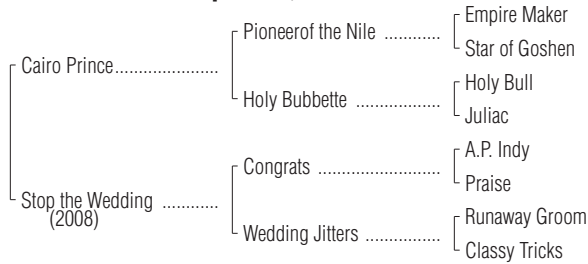 Empire Maker
Pioneerof the Nile ............
Star of Goshen
Cairo Prince......................
Holy Bull
Holy Bubbette ..................
Juliac
A.P. Indy
Congrats ..........................
Praise
Stop the Wedding ............
(2008)
Runaway Groom
Wedding Jitters ................
Classy Tricks